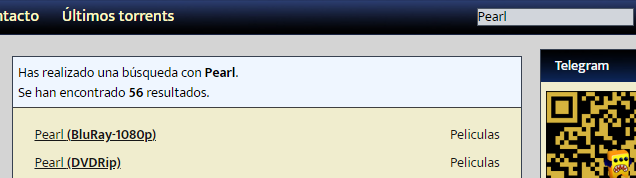 ntacto Últimos torrents Pearl
Has realizado una búsqueda con Pearl.
Se han encontrado 56 resultados.
Telegram
Pearl (BluRay-1080p) Peliculas
Pearl (DVDRip) Peliculas